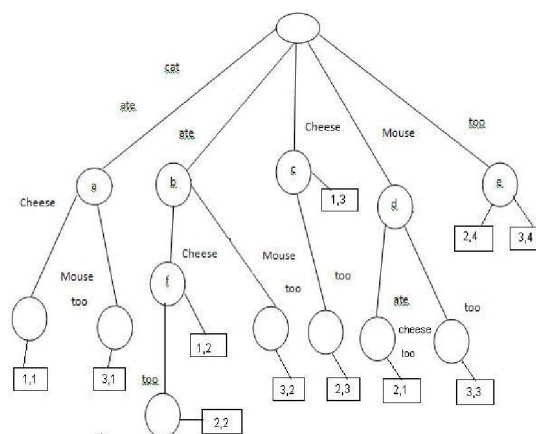 cat
ate
ate
Cheese
Mouse
too
a
b
c
d
e
1,3
2,4
3,4
Cheese
Mouse
too
Cheese
f
Mouse
too
too
ate
cheese
too
too
1,1
3,1
1,2
3,2
2,3
2,1
3,3
too
2,2